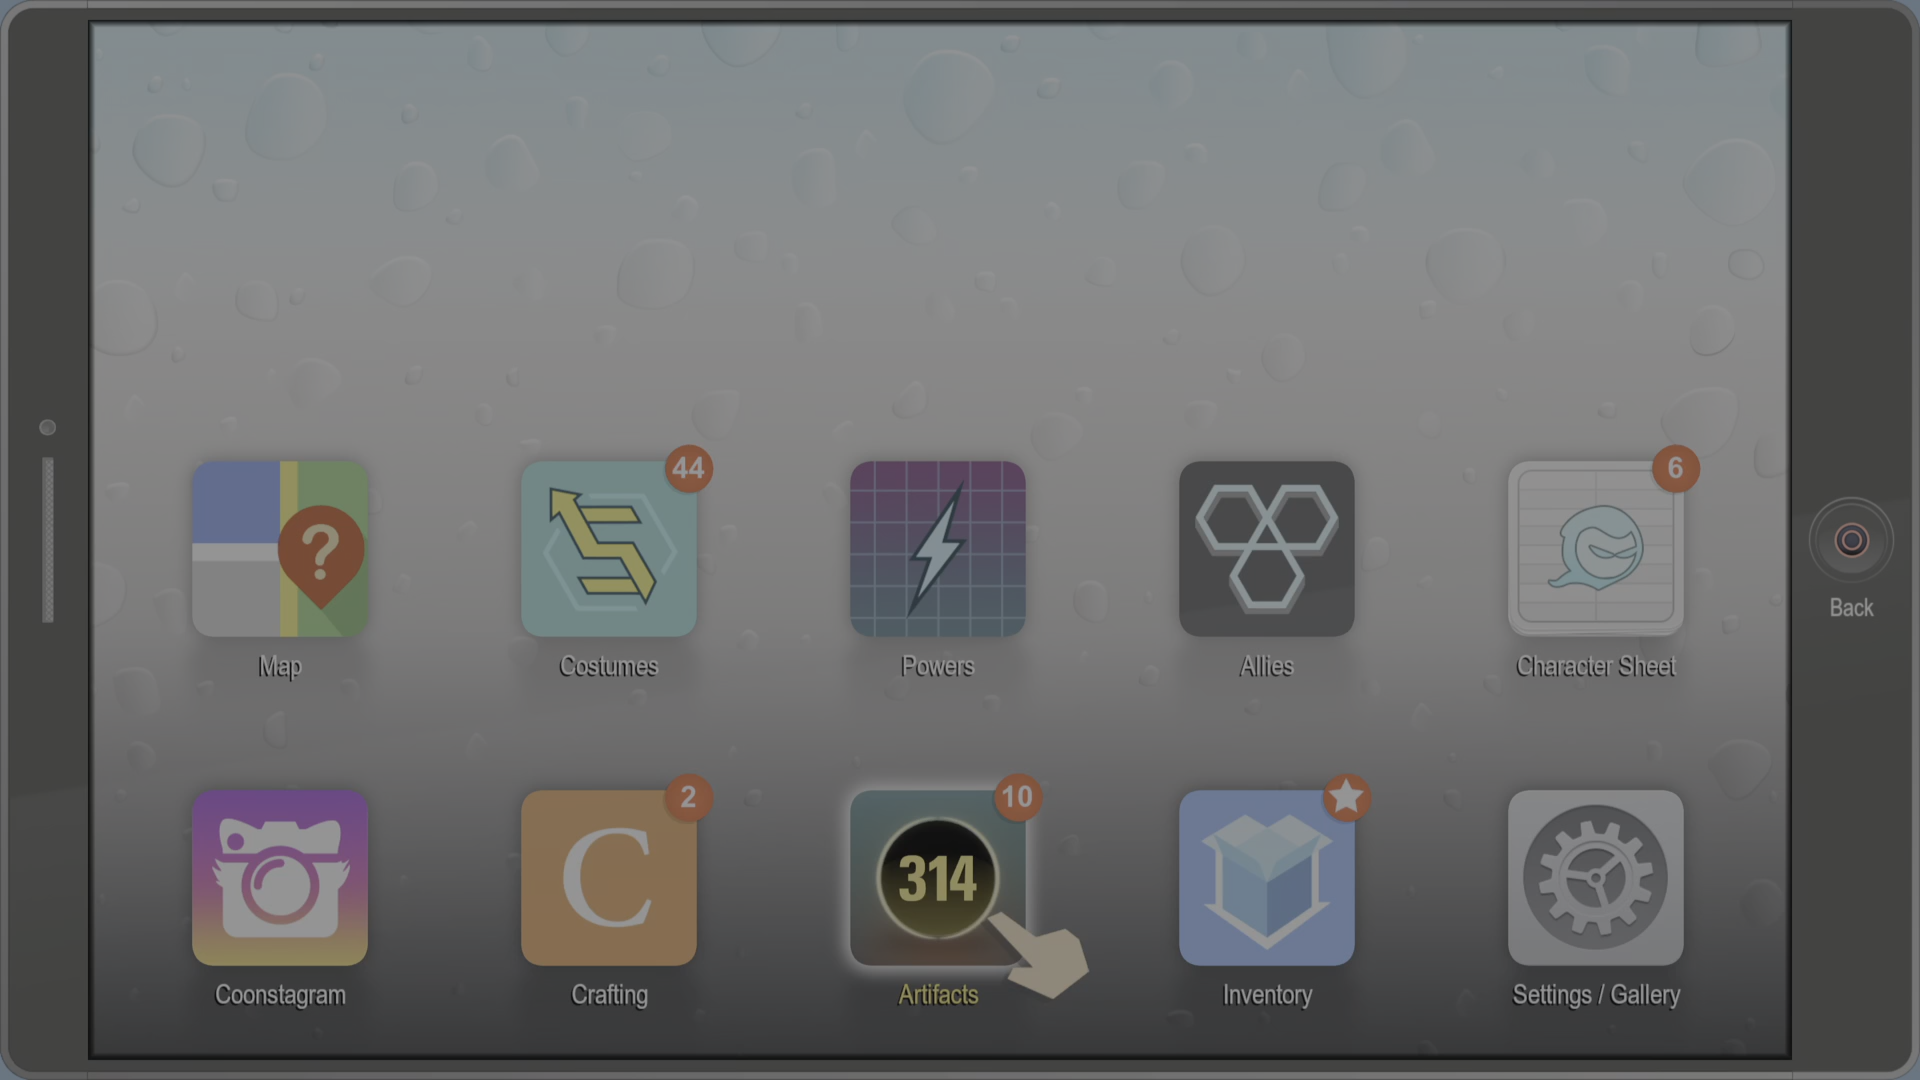 44
6
?
Map
Costumes
Powers
Allies
Character Sheet
Back
2
10
C
314
Coonstagram
Crafting
Artifacts
Inventory
Settings / Gallery